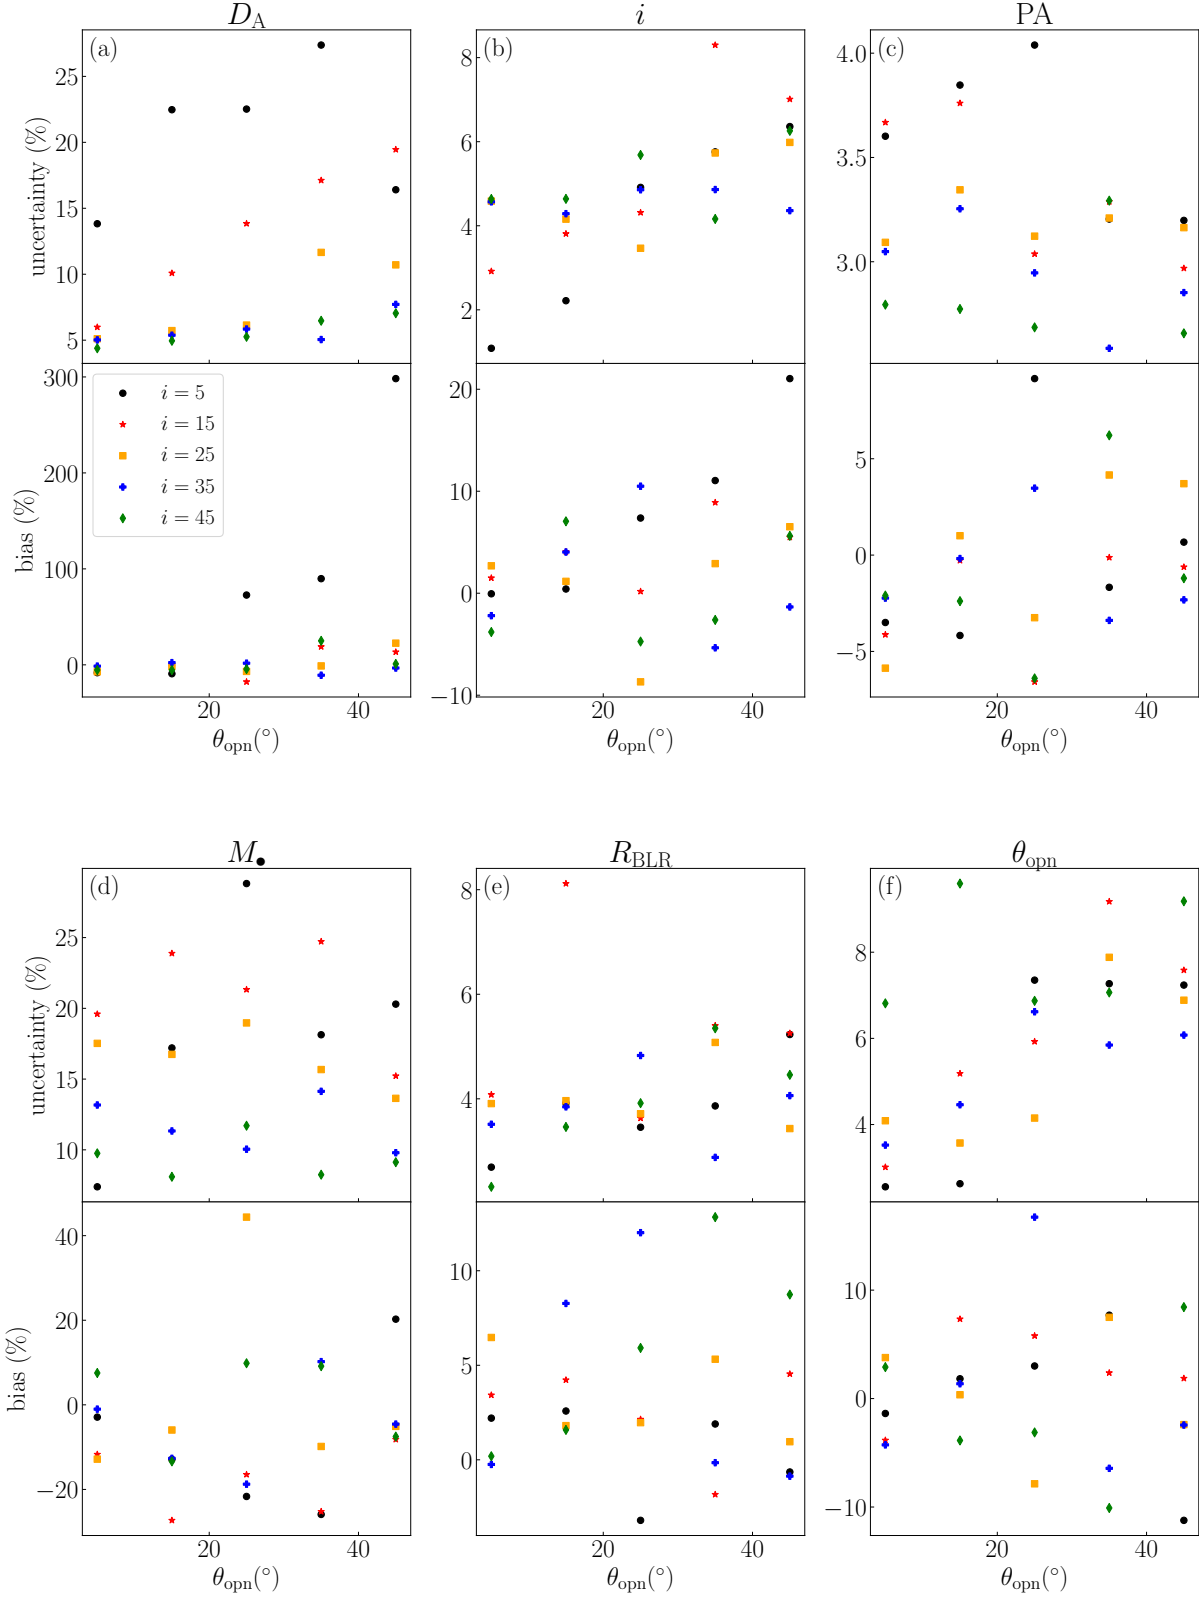 D_A
i
PA
(a)
(b)
(c)
uncertainty (%)
25
20
15
10
5
8
6
4
2
4.0
3.5
3.0
bias (%)
300
200
100
0
i = 5
i = 15
i = 25
i = 35
i = 45
20
10
0
−10
5
0
−5
20 40
20 40
20 40
θ_opn(°)
θ_opn(°)
θ_opn(°)
M_•
R_BLR
θ_opn
(d)
(e)
(f)
uncertainty (%)
25
20
15
10
8
6
4
8
6
4
bias (%)
40
20
0
−20
10
5
0
10
0
−10
20 40
20 40
20 40
θ_opn(°)
θ_opn(°)
θ_opn(°)